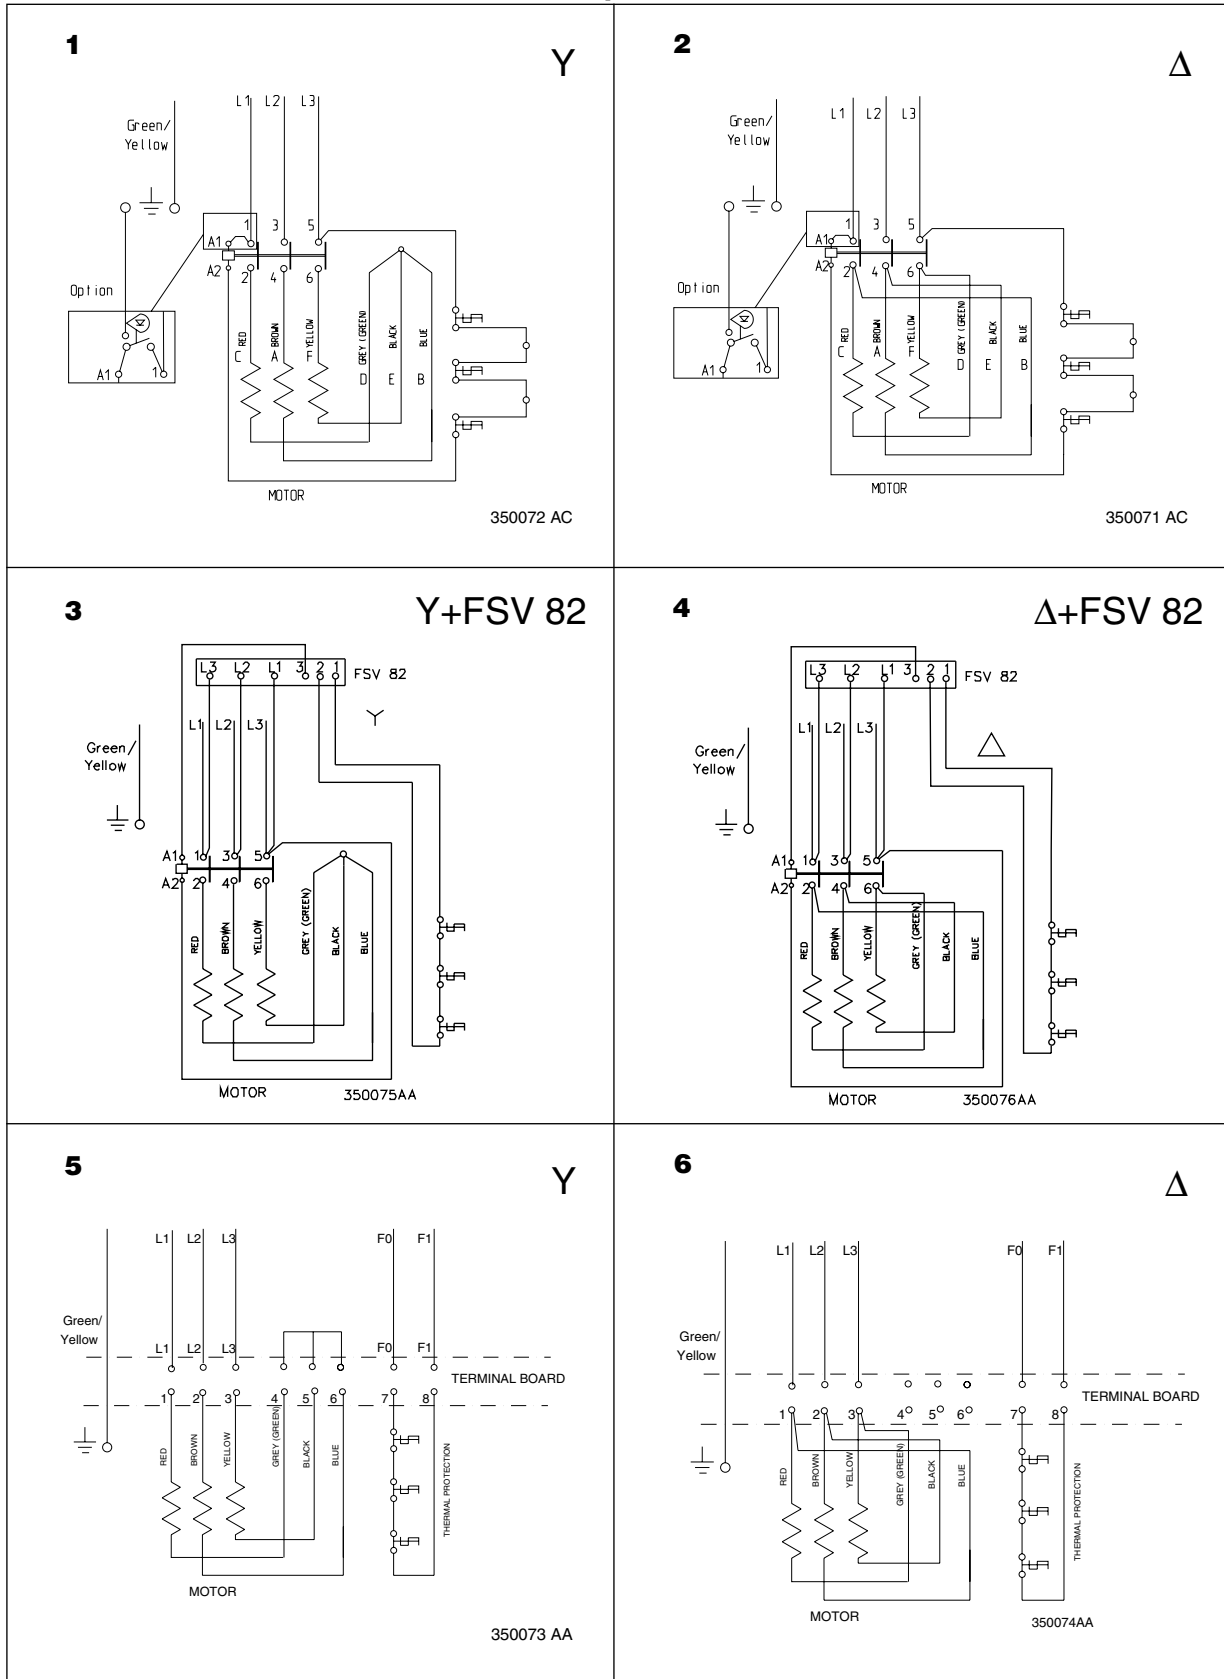 1
Y
L1 L2 L3
Green/
Yellow
1 3 5
A1
A2
2 4 6
Option
A1 1
RED BROWN YELLOW GREY (GREEN) BLACK BLUE
C A F D E B
MOTOR
350072 AC
2
Δ
L1 L2 L3
Green/
Yellow
1 3 5
A1
A2
2 4 6
Option
A1 1
RED BROWN YELLOW GREY (GREEN) BLACK BLUE
C A F D E B
MOTOR
350071 AC
3
Y+FSV 82
L3 L2 L1 3 2 1
FSV 82
L1 L2 L3
Green/
Yellow
A1 1 3 5
A2 2 4 6
RED BROWN YELLOW GREY (GREEN) BLACK BLUE
MOTOR
350075AA
4
Δ+FSV 82
L3 L2 L1 3 2 1
FSV 82
L1 L2 L3
Green/
Yellow
A1 1 3 5
A2 2 4 6
RED BROWN YELLOW GREY (GREEN) BLACK BLUE
MOTOR
350076AA
5
Y
L1 L2 L3 F0 F1
Green/
Yellow
L1 L2 L3 F0 F1
TERMINAL BOARD
1 2 3 4 5 6 7 8
RED BROWN YELLOW GREY (GREEN) BLACK BLUE
THERMAL PROTECTION
MOTOR
350073 AA
6
Δ
L1 L2 L3 F0 F1
Green/
Yellow
TERMINAL BOARD
1 2 3 4 5 6 7 8
RED BROWN YELLOW GREY (GREEN) BLACK BLUE
THERMAL PROTECTION
MOTOR
350074AA